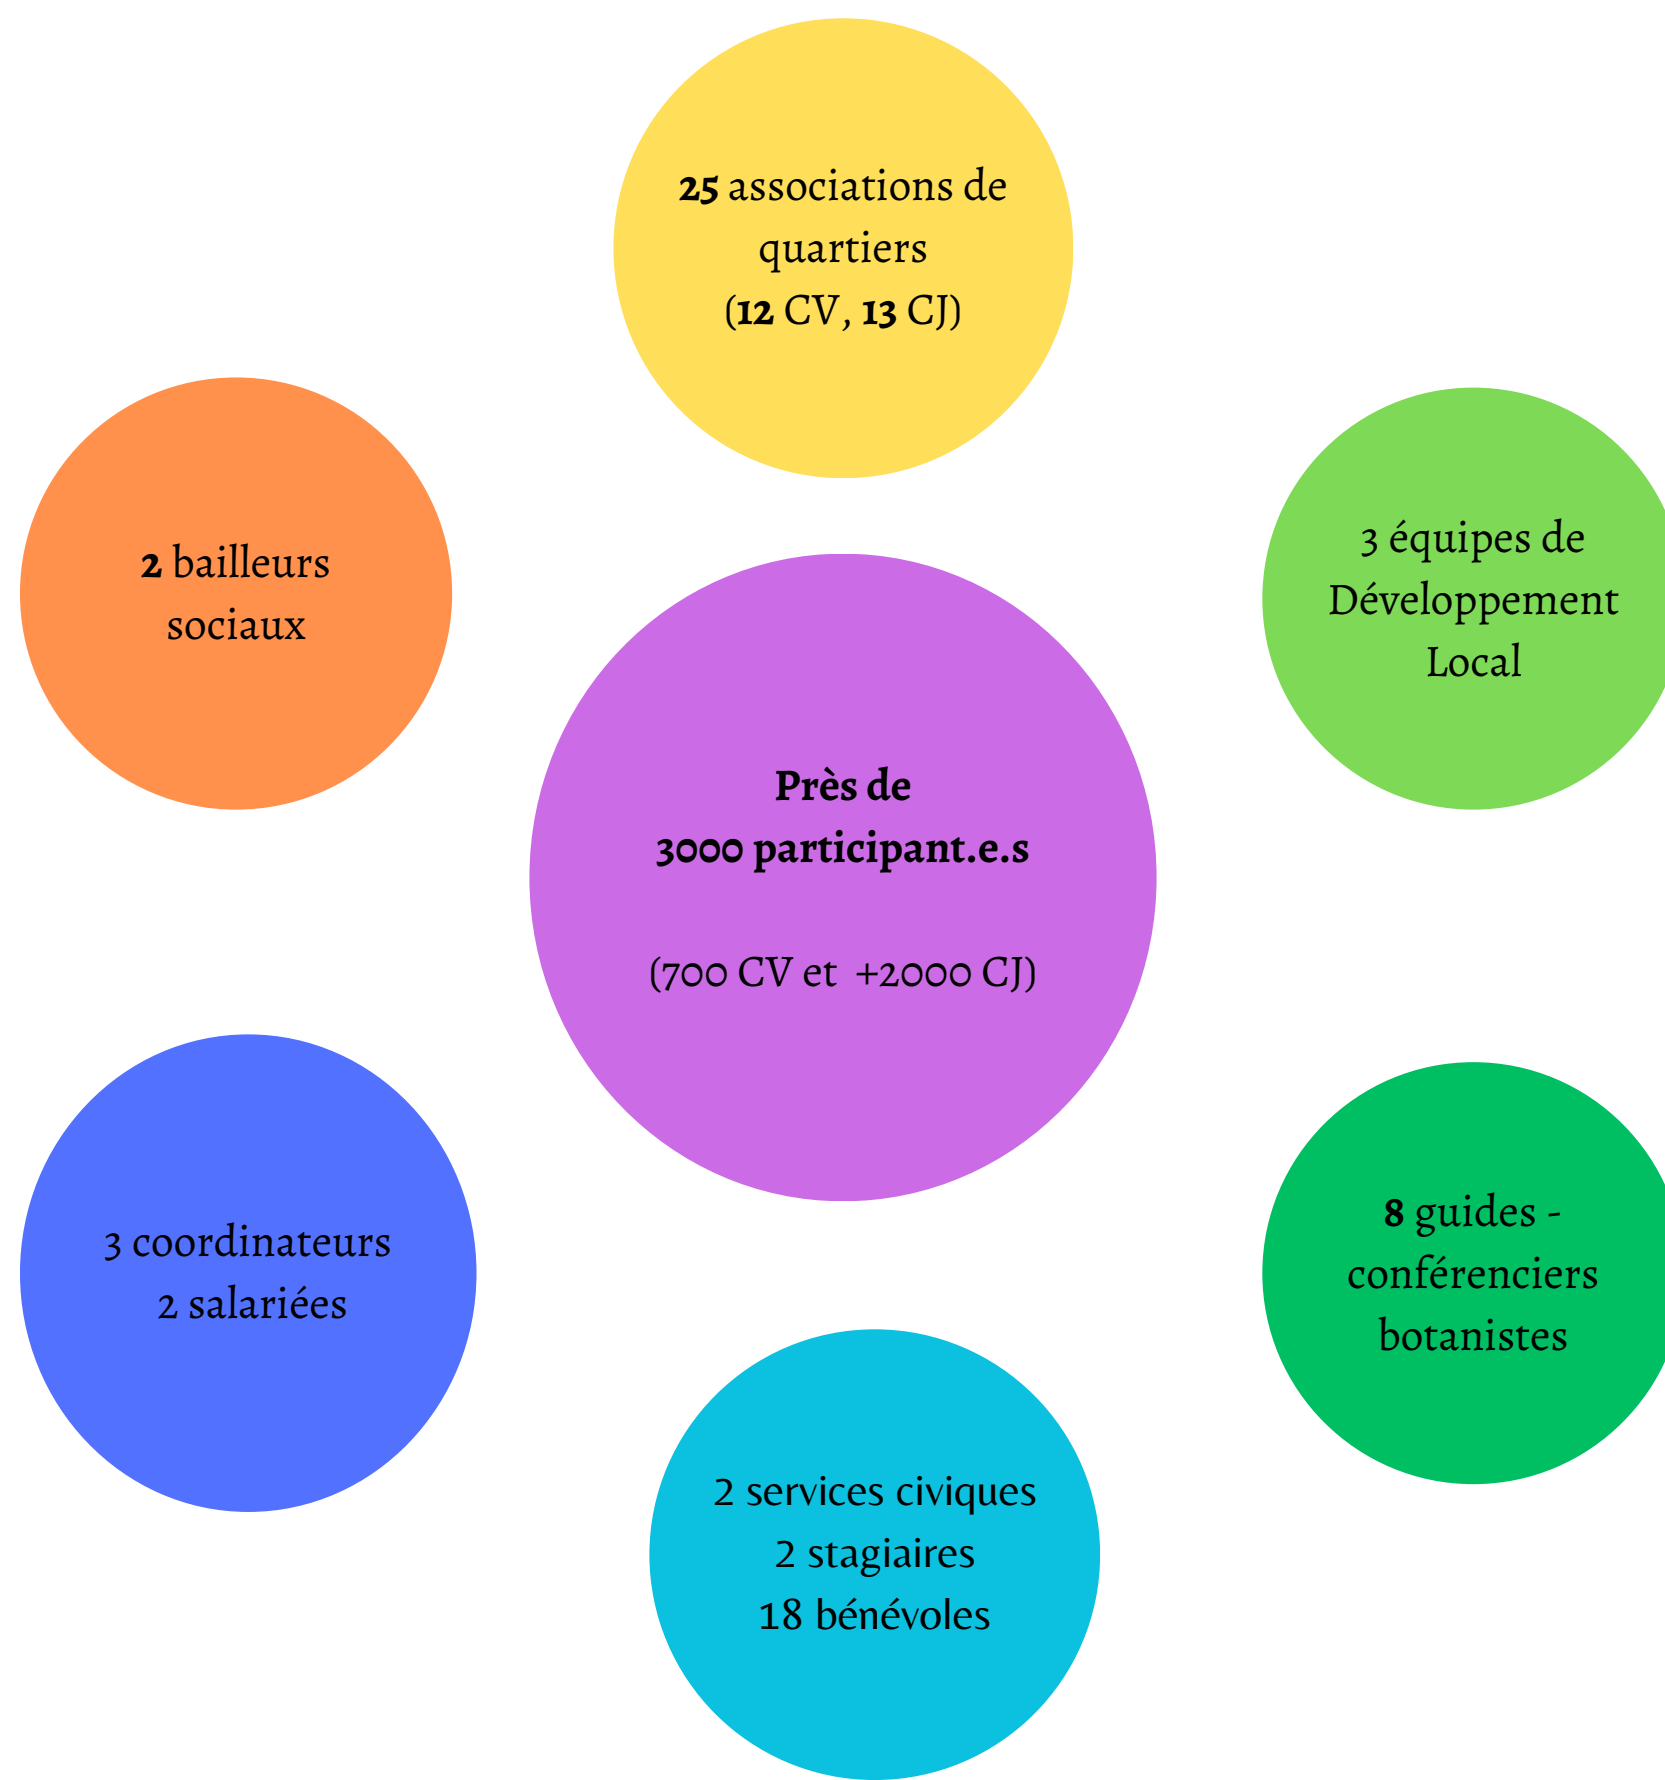 25 associations de
quartiers
(12 CV, 13 CJ)
2 bailleurs
sociaux
3 équipes de
Développement
Local
Près de
3000 participant.e.s
(700 CV et  +2000 CJ)
3 coordinateurs
2 salariées
8 guides -
conférenciers
botanistes
2 services civiques
2 stagiaires
18 bénévoles